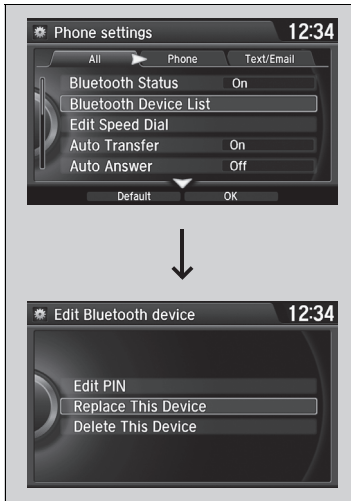 Phone settings 12:34
All Phone Text/Email
Bluetooth Status On
Bluetooth Device List
Edit Speed Dial
Auto Transfer On
Auto Answer Off
Default OK
Edit Bluetooth device 12:34
Edit PIN
Replace This Device
Delete This Device